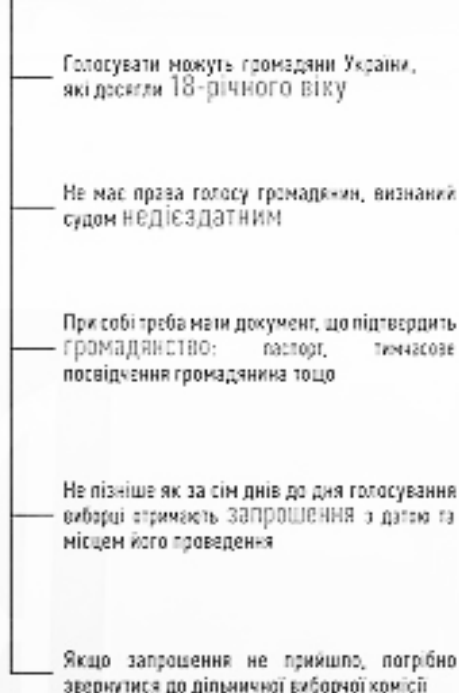 Голосувати можуть громадяни України,
які досягли 18-річного віку
Не має права голосу громадянин, визнаний
судом недієздатним
При собі треба мати документ, що підтвердить
громадянство: паспорт, тимчасове
посвідчення громадянина тощо
Не пізніше як за сім днів до дня голосування
виборці отримають запрошення з датою та
місцем його проведення
Якщо запрошення не прийшло, потрібно
звернутися до дільничної виборчої комісії